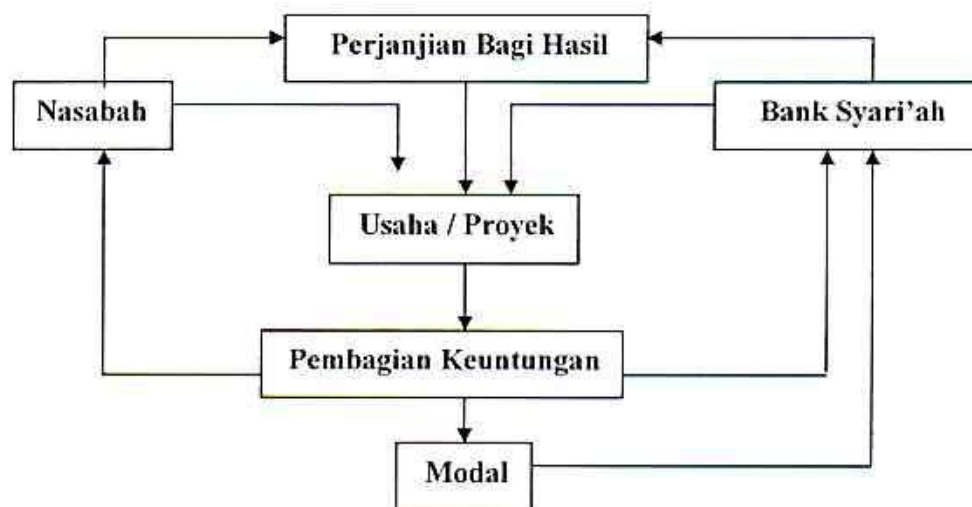 Perjanjian Bagi Hasil
Nasabah
Bank Syari'ah
Usaha / Proyek
Pembagian Keuntungan
Modal